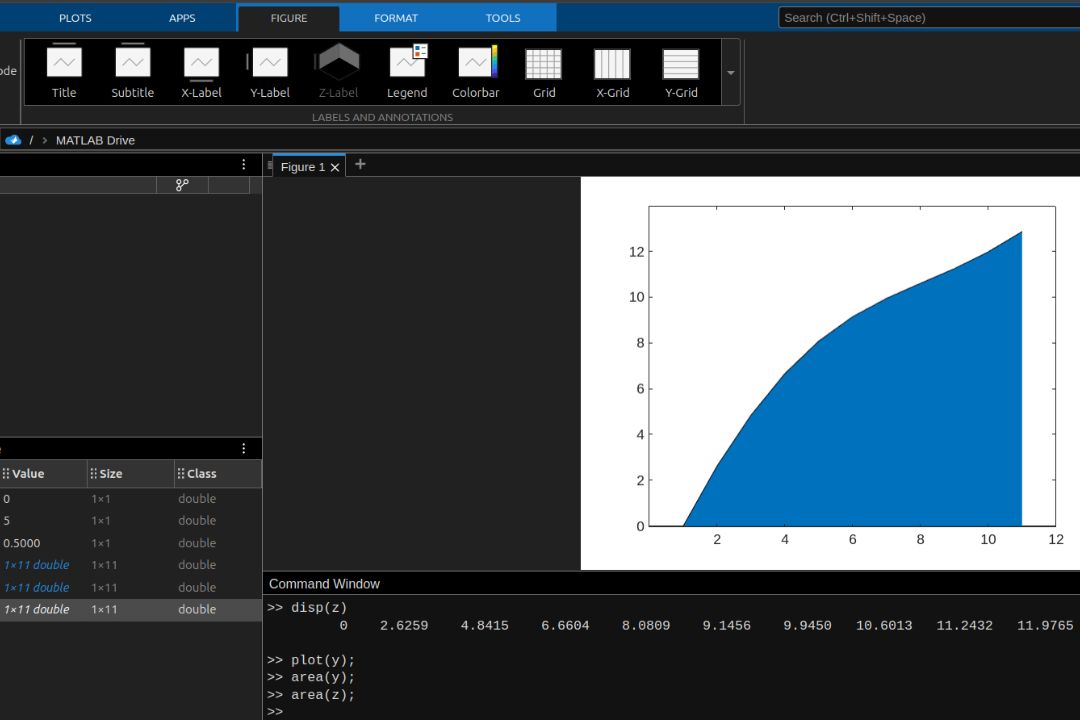 PLOTS APPS FIGURE FORMAT TOOLS Search (Ctrl+Shift+Space)
ode
Title Subtitle X-Label Y-Label Z-Label Legend Colorbar Grid X-Grid Y-Grid
LABELS AND ANNOTATIONS
/ > MATLAB Drive
Figure 1
12
10
8
6
4
2
0
2 4 6 8 10 12
Value Size Class
0 1×1 double
5 1×1 double
0.5000 1×1 double
1×11 double 1×11 double
1×11 double 1×11 double
1×11 double 1×11 double
Command Window
>> disp(z)
0 2.6259 4.8415 6.6604 8.0809 9.1456 9.9450 10.6013 11.2432 11.9765
>> plot(y);
>> area(y);
>> area(z);
>>